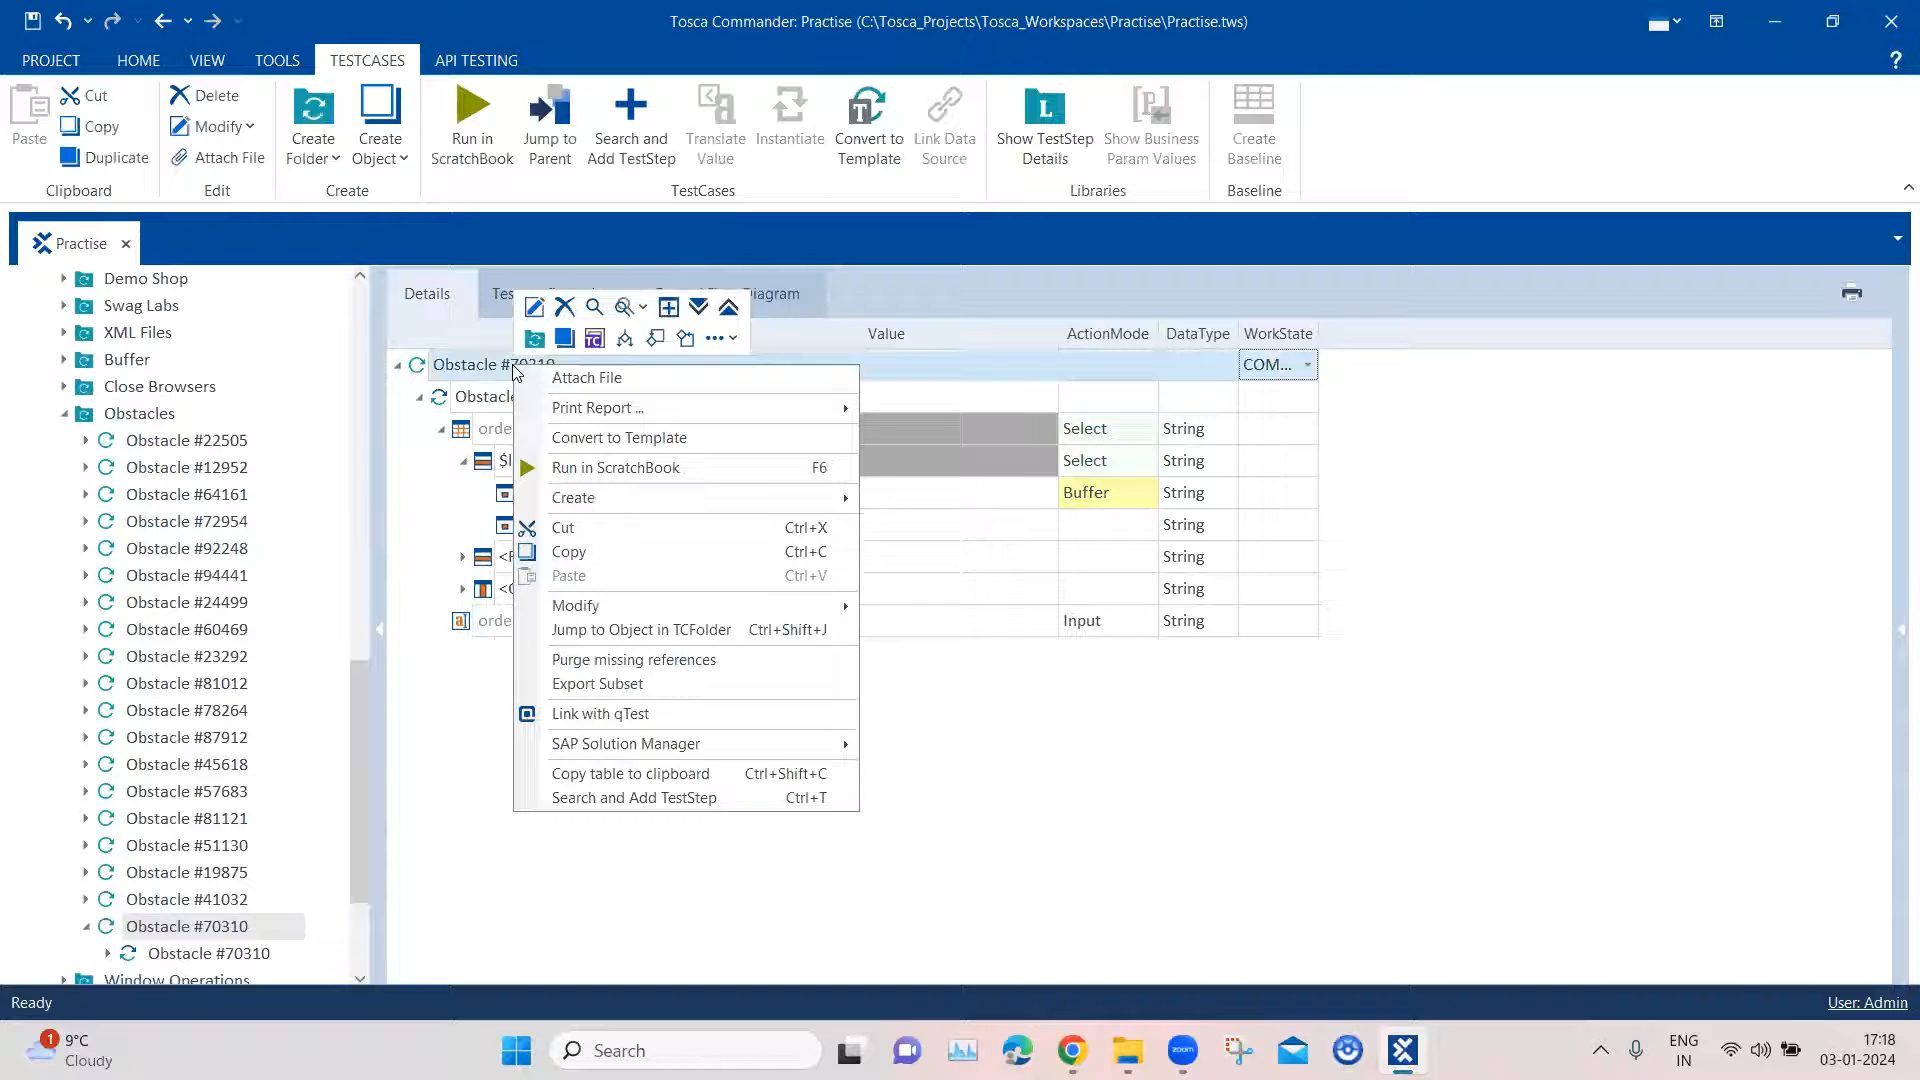 Tosca Commander: Practise (C:\Tosca_Projects\Tosca_Workspaces\Practise\Practise.tws)
PROJECT HOME VIEW TOOLS TESTCASES API TESTING ?
Paste Cut Copy Duplicate
Clipboard
Delete Modify Attach File
Edit
Create Folder Create Object
Create
Run in ScratchBook Jump to Parent Search and Add TestStep Translate Value Instantiate Convert to Template Link Data Source
TestCases
Show TestStep Details Show Business Param Values
Libraries
Create Baseline
Baseline
Practise
Demo Shop
Swag Labs
XML Files
Buffer
Close Browsers
Obstacles
Obstacle #22505
Obstacle #12952
Obstacle #64161
Obstacle #72954
Obstacle #92248
Obstacle #94441
Obstacle #24499
Obstacle #60469
Obstacle #23292
Obstacle #81012
Obstacle #78264
Obstacle #87912
Obstacle #45618
Obstacle #57683
Obstacle #81121
Obstacle #51130
Obstacle #19875
Obstacle #41032
Obstacle #70310
Obstacle #70310
Window Operations
Details Tes Diagram
Value ActionMode DataType WorkState
Obstacle #70310 COM...
Obstacle
orde Select String
Select String
Buffer String
String
String
String
orde Input String
TC
Attach File
Print Report ...
Convert to Template
Run in ScratchBook F6
Create
Cut Ctrl+X
Copy Ctrl+C
Paste Ctrl+V
Modify
Jump to Object in TCFolder Ctrl+Shift+J
Purge missing references
Export Subset
Link with qTest
SAP Solution Manager
Copy table to clipboard Ctrl+Shift+C
Search and Add TestStep Ctrl+T
Ready User: Admin
1 9°C
Cloudy
Search
zoom
ENG
IN
17:18
03-01-2024